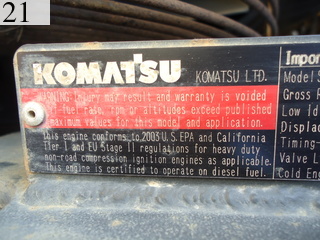 21
KOMATSU KOMATSU LTD.
WARNING: Injury may result and warranty is voided
if fuel rate, rpm or altitudes exceed published
maximum values for this model and application.
This engine conforms to 2003 U.S. EPA and California
Tier 1 and EU Stage II regulations for heavy duty
non-road compression ignition engines as applicable.
This engine is certified to operate on diesel fuel.
Impor
Model S
Gross R
Low Id
Displac
Timing-
Valve L
Cold En